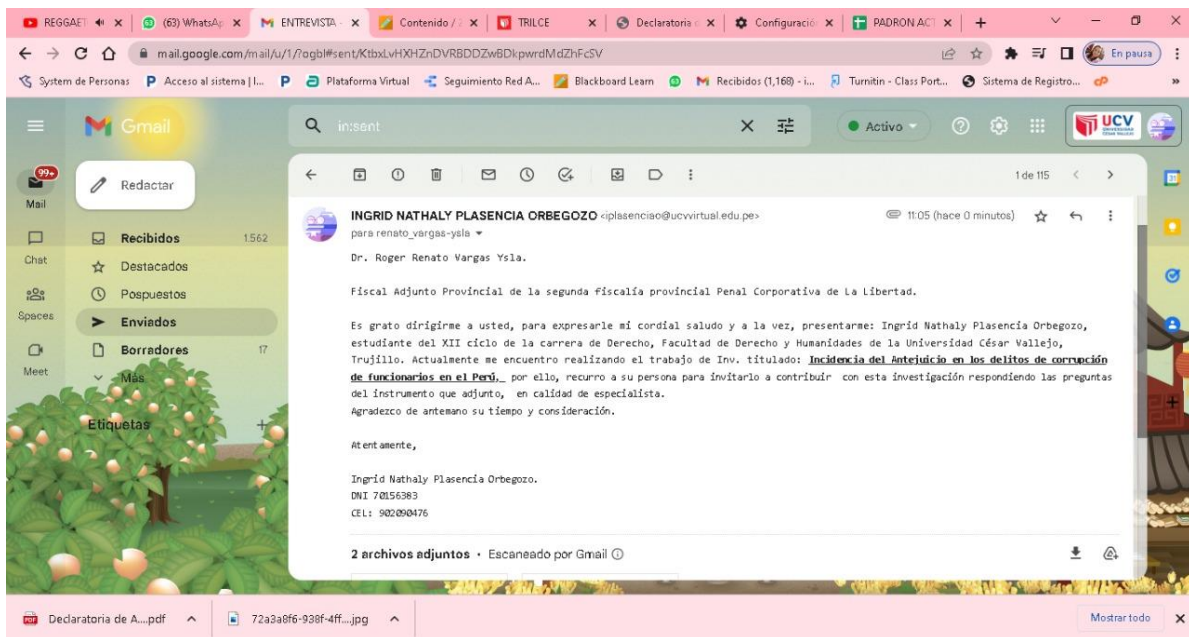 REGGAET
(63) WhatsAp
ENTREVISTA -
Contenido / 2
TRILCE
Declaratoria
Configuración
PADRON ACT
mail.google.com/mail/u/1/?ogbl#sent/KtbxLvHXHZnDVRBDDZwBDkpwrdMdZhFcSV
En pausa
System de Personas
Acceso al sistema | I...
Plataforma Virtual
Seguimiento Red A...
Blackboard Learn
Recibidos (1,168) - i...
Turnitin - Class Port...
Sistema de Registro...
Gmail
in:sent
Activo
UCV
UNIVERSIDAD
CÉSAR VALLEJO
99+
Mail
Redactar
1 de 115
Chat
Spaces
Meet
Recibidos 1.562
Destacados
Pospuestos
Enviados
Borradores 17
Más
Etiquetas
INGRID NATHALY PLASENCIA ORBEGOZO <iplasenciao@ucvvirtual.edu.pe>
11:05 (hace 0 minutos)
para renato_vargas-ysla
Dr. Roger Renato Vargas Ysla.
Fiscal Adjunto Provincial de la segunda fiscalía provincial Penal Corporativa de La Libertad.
Es grato dirigirme a usted, para expresarle mi cordial saludo y a la vez, presentarme: Ingrid Nathaly Plasencia Orbegozo,
estudiante del XII ciclo de la carrera de Derecho, Facultad de Derecho y Humanidades de la Universidad César Vallejo,
Trujillo. Actualmente me encuentro realizando el trabajo de Inv. titulado: Incidencia del Antejuicio en los delitos de corrupción
de funcionarios en el Perú, por ello, recurro a su persona para invitarlo a contribuir con esta investigación respondiendo las preguntas
del instrumento que adjunto, en calidad de especialista.
Agradezco de antemano su tiempo y consideración.
Atentamente,
Ingrid Nathaly Plasencia Orbegozo.
DNI 70156383
CEL: 902090476
2 archivos adjuntos • Escaneado por Gmail
Declaratoria de A....pdf
72a3a8f6-938f-4ff....jpg
Mostrar todo